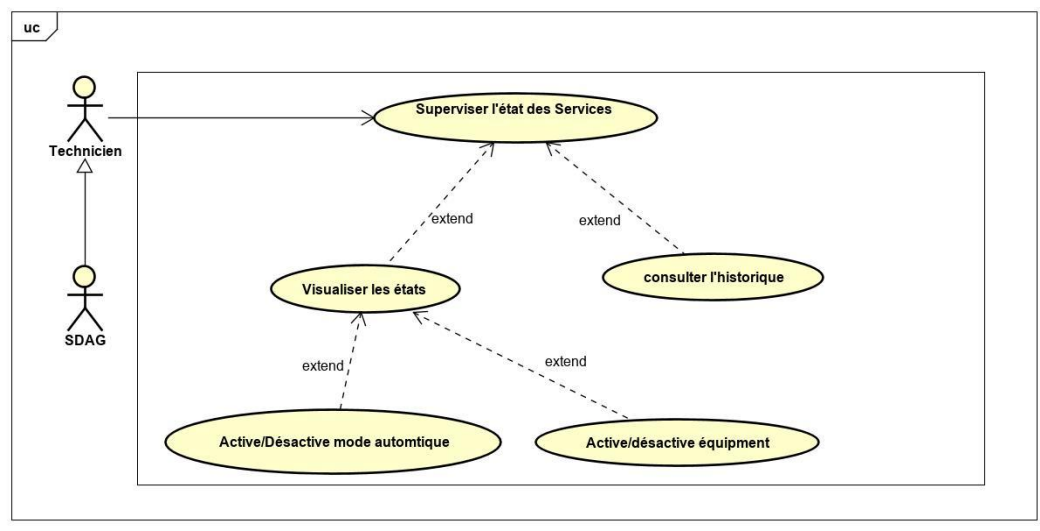 uc
Superviser l'état des Services
Technicien
extend
extend
consulter l'historique
Visualiser les états
SDAG
extend
extend
Active/Désactive mode automtique
Active/désactive équipment